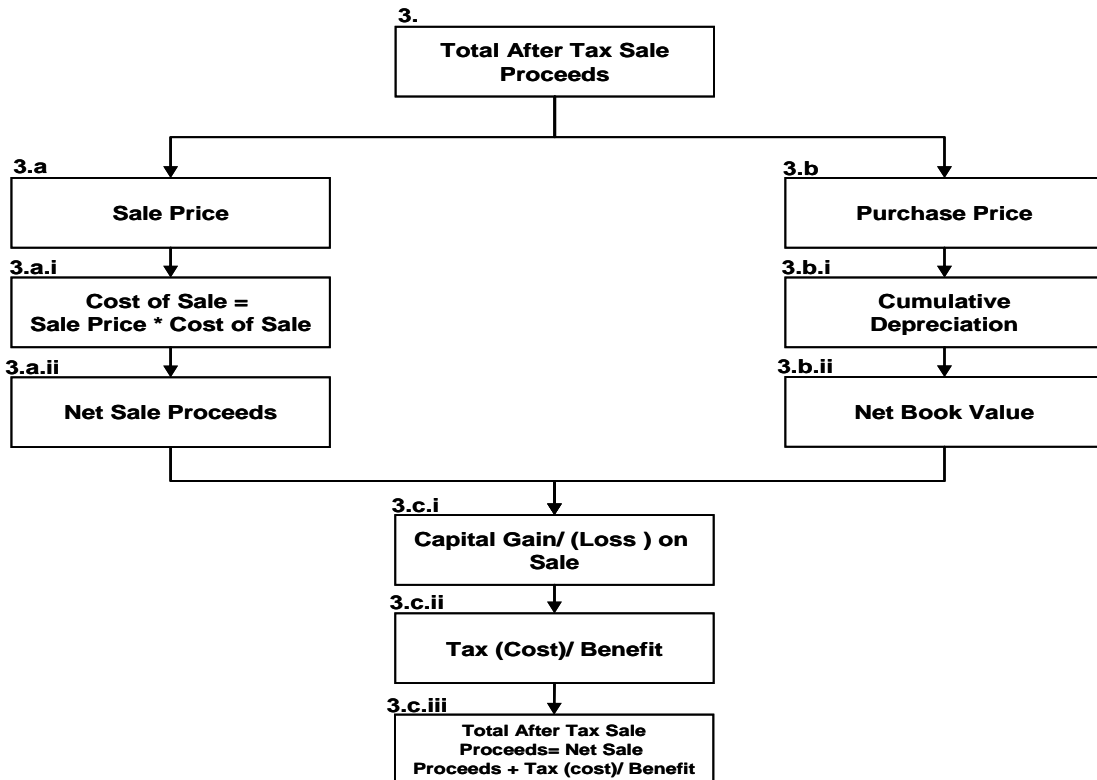 3.
Total After Tax Sale
Proceeds
3.a
Sale Price
3.b
Purchase Price
3.a.i
Cost of Sale =
Sale Price * Cost of Sale
3.b.i
Cumulative
Depreciation
3.a.ii
Net Sale Proceeds
3.b.ii
Net Book Value
3.c.i
Capital Gain/ (Loss ) on
Sale
3.c.ii
Tax (Cost)/ Benefit
3.c.iii
Total After Tax Sale
Proceeds= Net Sale
Proceeds + Tax (cost)/ Benefit